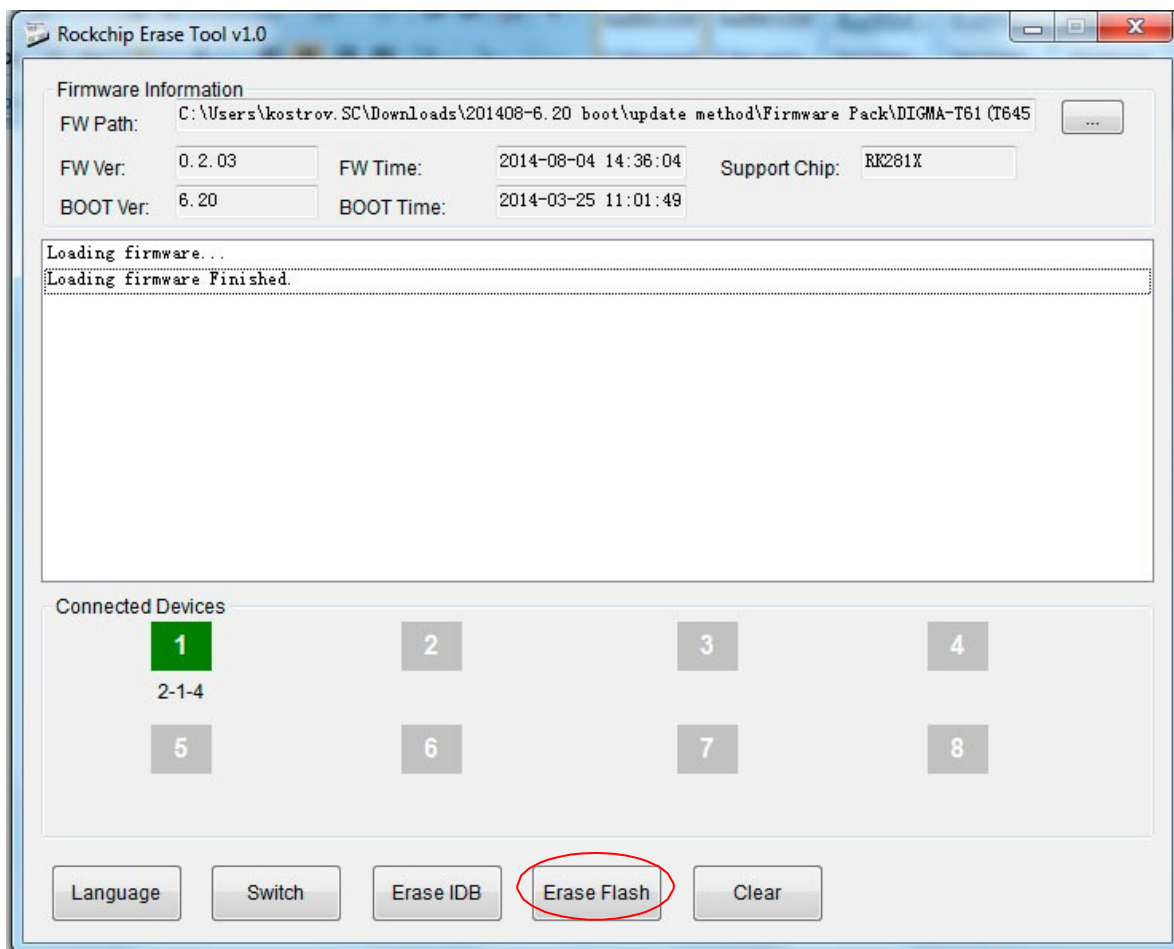 Rockchip Erase Tool v1.0
Firmware Information
FW Path: C:\Users\kostrov.SC\Downloads\201408-6.20 boot\update method\Firmware Pack\DIGMA-T61(T645 ...
FW Ver: 0.2.03 FW Time: 2014-08-04 14:36:04 Support Chip: RK281X
BOOT Ver: 6.20 BOOT Time: 2014-03-25 11:01:49
Loading firmware...
Loading firmware Finished.
Connected Devices
1 2 3 4
2-1-4
5 6 7 8
Language Switch Erase IDB Erase Flash Clear